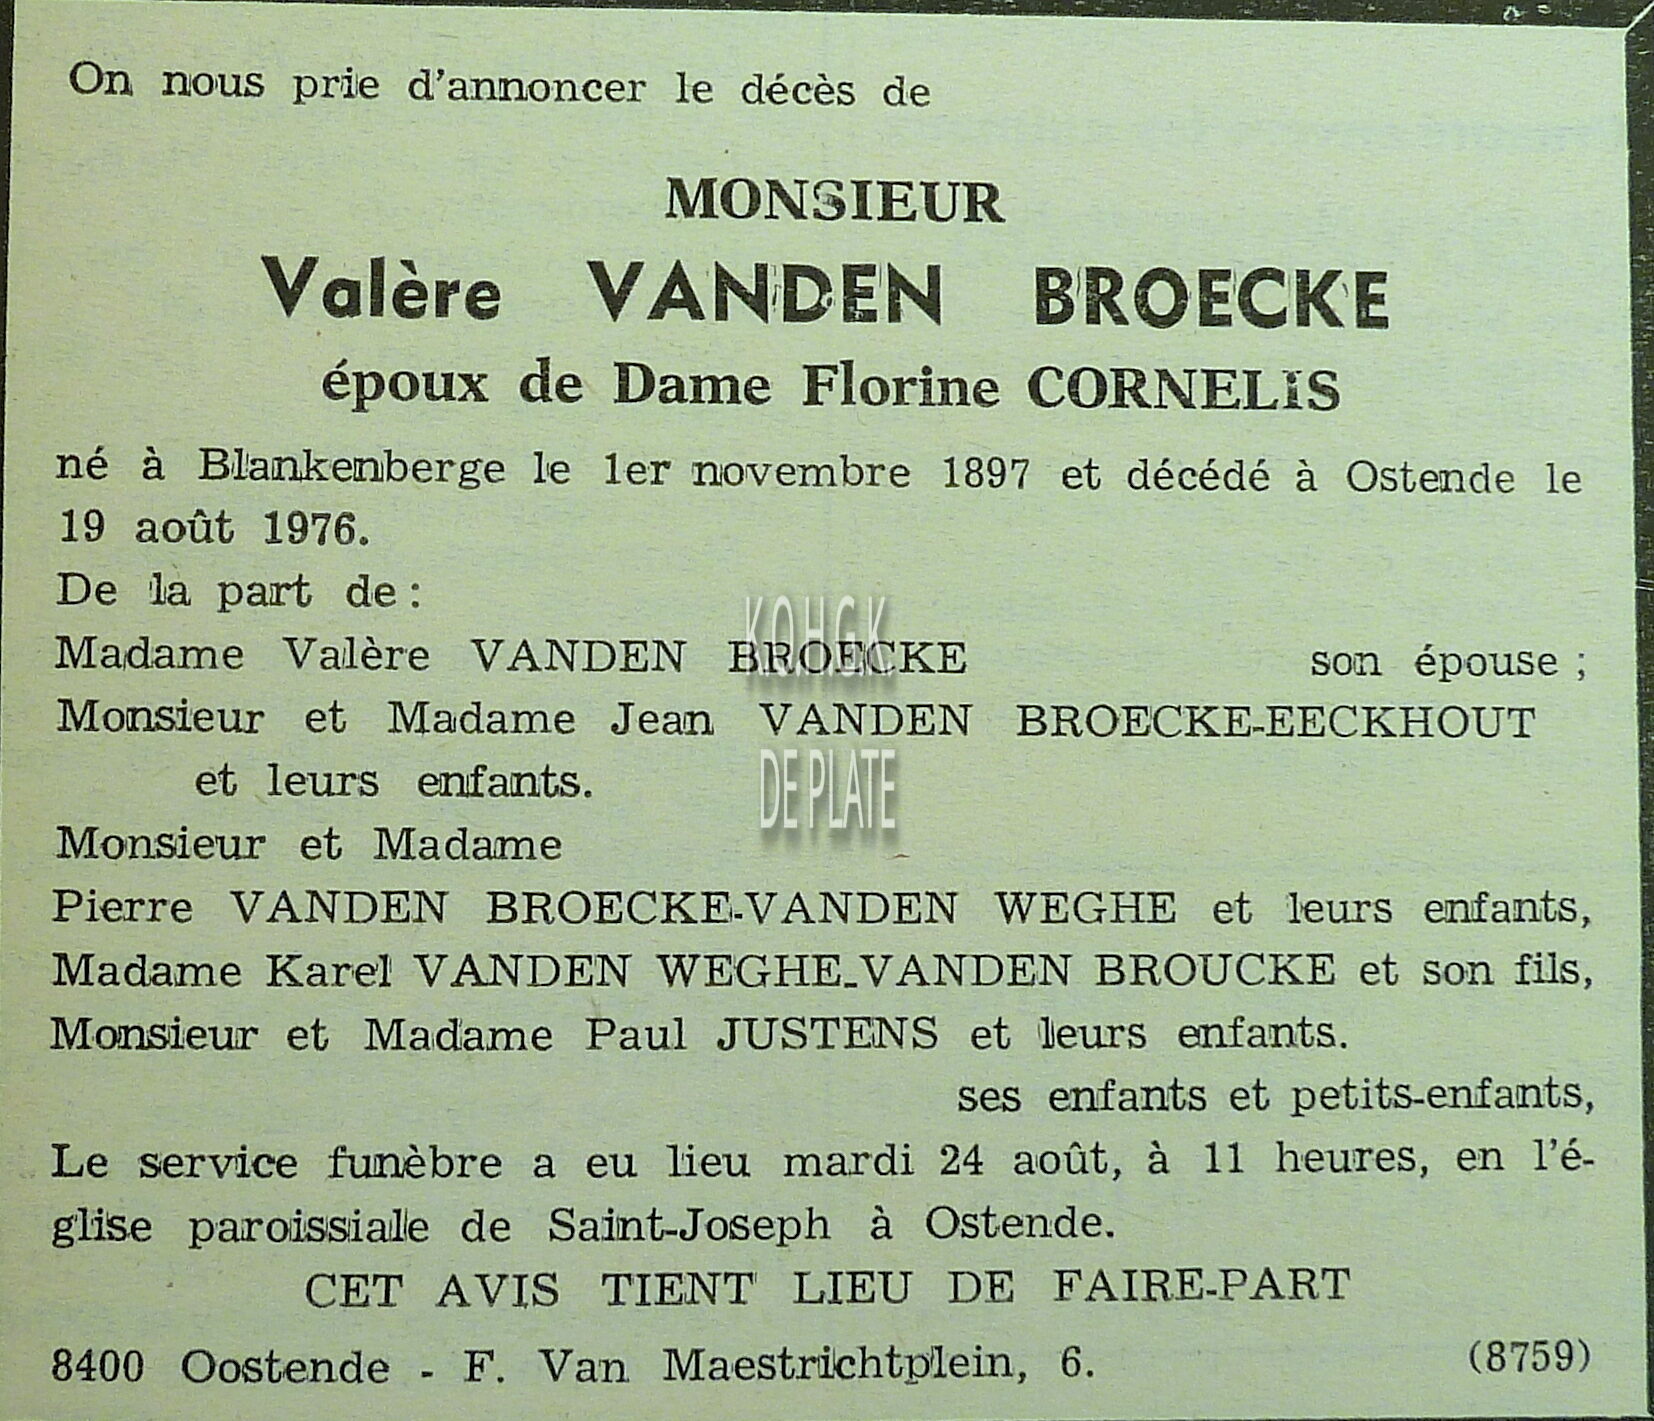 On nous prie d'annoncer le décès de
MONSIEUR
Valère VANDEN BROECKE
époux de Dame Florine CORNELIS
né à Blankenberge le 1er novembre 1897 et décédé à Ostende le
19 août 1976.
De la part de :
Madame Valère VANDEN BROECKE son épouse ;
KOHGK
Monsieur et Madame Jean VANDEN BROECKE-EECKHOUT
et leurs enfants.
DE PLATE
Monsieur et Madame
Pierre VANDEN BROECKE-VANDEN WEGHE et leurs enfants,
Madame Karel VANDEN WEGHE-VANDEN BROUCKE et son fils,
Monsieur et Madame Paul JUSTENS et leurs enfants.
ses enfants et petits-enfants,
Le service funèbre a eu lieu mardi 24 août, à 11 heures, en l'é-
glise paroissiale de Saint-Joseph à Ostende.
CET AVIS TIENT LIEU DE FAIRE-PART
8400 Oostende - F. Van Maestrichtplein, 6. (8759)